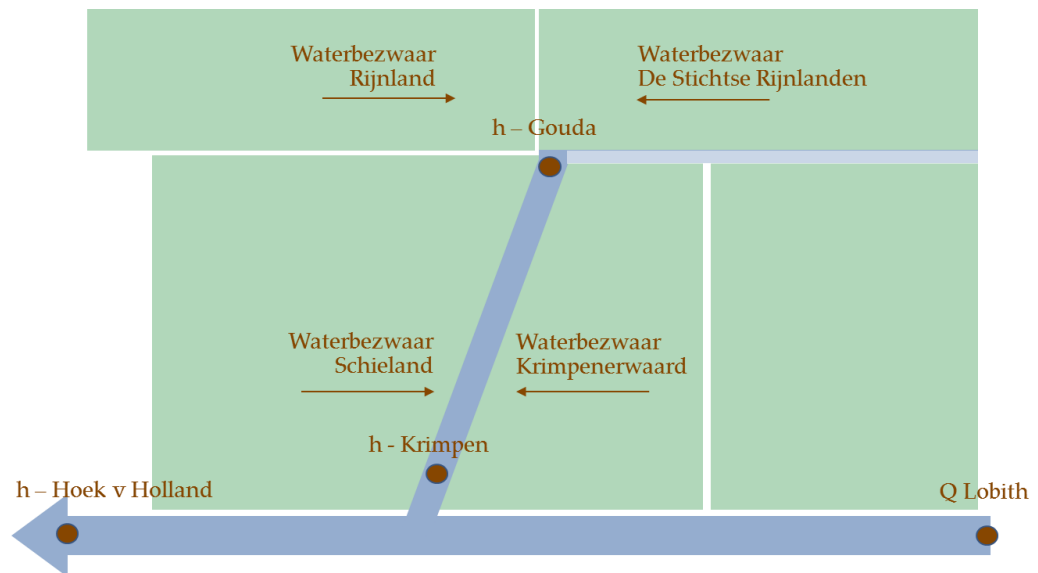 Waterbezwaar
Rijnland
Waterbezwaar
De Stichtse Rijnlanden
h – Gouda
Waterbezwaar
Schieland
Waterbezwaar
Krimpenerwaard
h - Krimpen
h – Hoek v Holland
Q Lobith